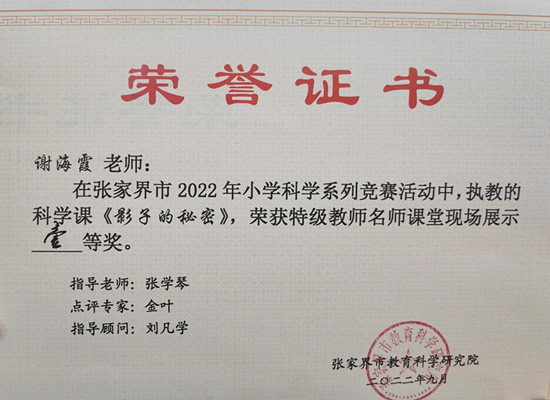 荣誉证书
谢海霞 老师：
在张家界市 2022 年小学科学系列竞赛活动中，执教的
科学课《影子的秘密》，荣获特级教师名师课堂现场展示
壹 等奖。
指导老师：张学琴
点评专家：金叶
指导顾问：刘凡学
张家界市教育科学研究院
二〇二二年九月